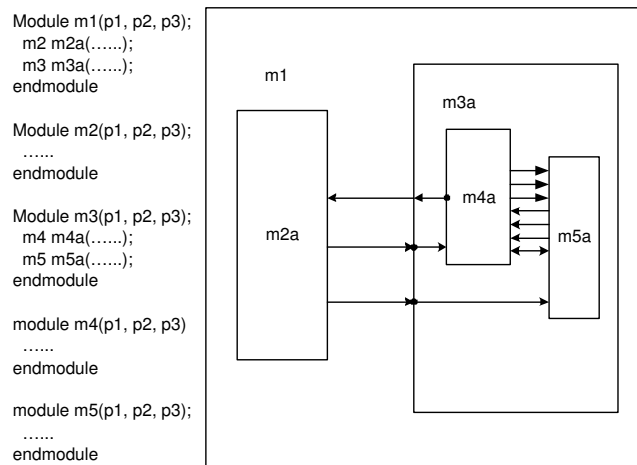 Module m1(p1, p2, p3);
m2 m2a(......);
m3 m3a(......);
endmodule
Module m2(p1, p2, p3);
......
endmodule
Module m3(p1, p2, p3);
m4 m4a(......);
m5 m5a(......);
endmodule
module m4(p1, p2, p3)
......
endmodule
module m5(p1, p2, p3);
......
endmodule
m1
m3a
m2a
m4a
m5a